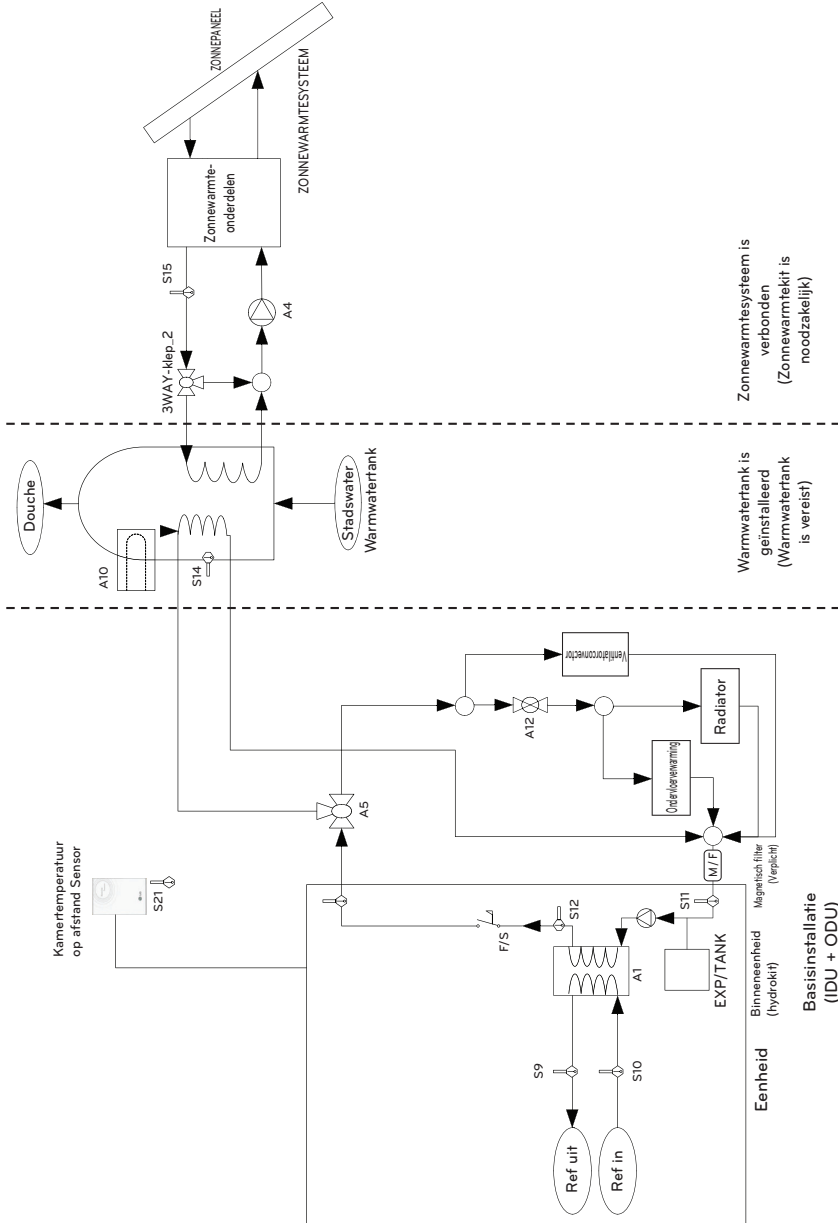 ZONNEPANEEL
ZONNEWARMTESYSTEEM
Zonnewarmte-
onderdelen
S15
A4
3WAY-klep_2
Douche
Stadswater
Warmwatertank
A10
S14
Ventilatorconvector
A12
Radiator
Ondervloerverwarming
A5
M / F
Magnetisch filter
(Verplicht)
Kamertemperatuur
op afstand Sensor
S21
S11
S12
F/S
A1
EXP/TANK
Binneneenheid
(hydrokit)
S9
S10
Ref uit
Ref in
Eenheid
Basisinstallatie
(IDU + ODU)
Warmwatertank is
geïnstalleerd
(Warmwatertank
is vereist)
Zonnewarmtesysteem is
verbonden
(Zonnewarmtekit is
noodzakelijk)